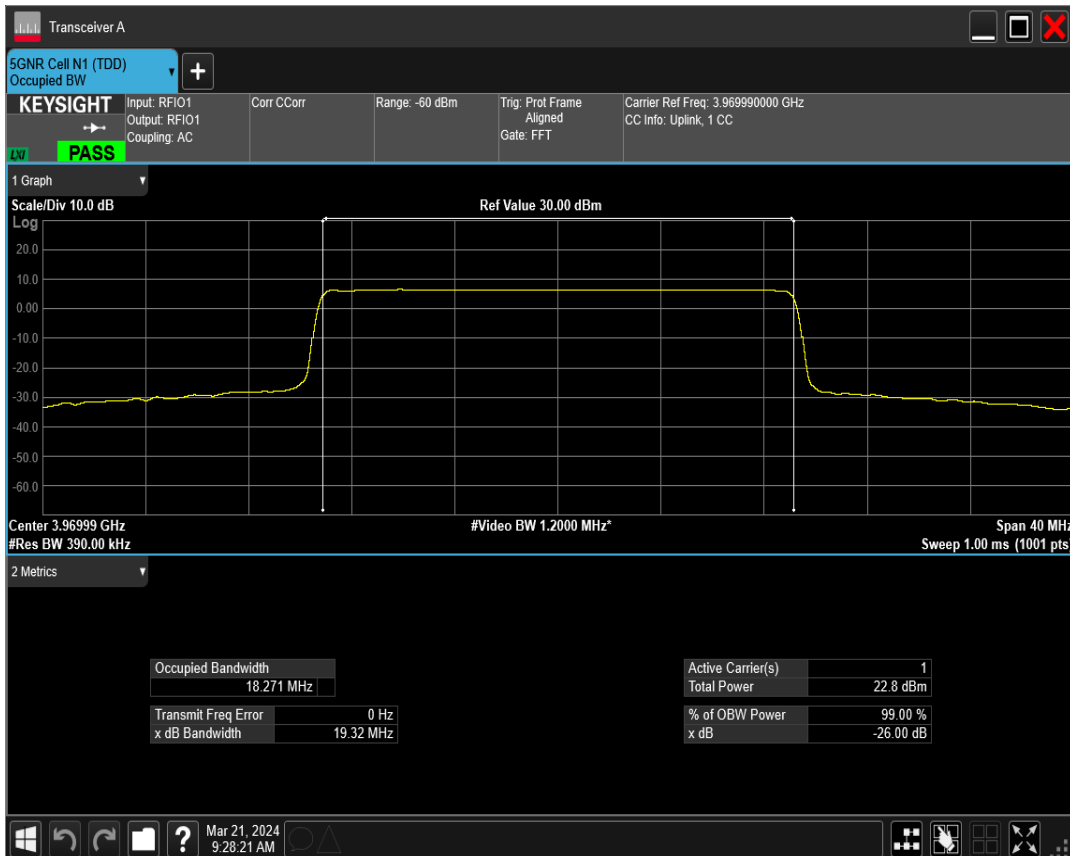 Transceiver A
5GNR Cell N1 (TDD)
Occupied BW
+
KEYSIGHT
LXI
PASS
Input: RFIO1
Output: RFIO1
Coupling: AC
Corr CCorr
Range: -60 dBm
Trig: Prot Frame
Aligned
Gate: FFT
Carrier Ref Freq: 3.969990000 GHz
CC Info: Uplink, 1 CC
1 Graph
Scale/Div 10.0 dB
Ref Value 30.00 dBm
Log
20.0
10.0
0.00
-10.0
-20.0
-30.0
-40.0
-50.0
-60.0
Center 3.96999 GHz
#Video BW 1.2000 MHz*
Span 40 MHz
#Res BW 390.00 kHz
Sweep 1.00 ms (1001 pts)
2 Metrics
Occupied Bandwidth
18.271 MHz
Transmit Freq Error 0 Hz
x dB Bandwidth 19.32 MHz
Active Carrier(s) 1
Total Power 22.8 dBm
% of OBW Power 99.00 %
x dB -26.00 dB
?
Mar 21, 2024
9:28:21 AM